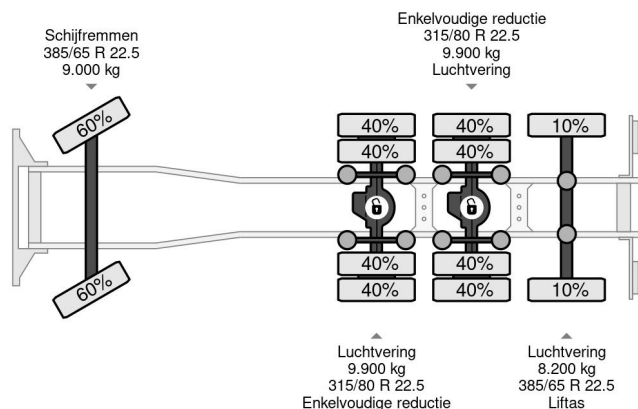 Schijfremmen
385/65 R 22.5
9.000 kg
Enkelvoudige reductie
315/80 R 22.5
9.900 kg
Luchtvering
60%
40%
40%
10%
40%
40%
60%
40%
40%
10%
40%
40%
Luchtvering
9.900 kg
315/80 R 22.5
Enkelvoudige reductie
Luchtvering
8.200 kg
385/65 R 22.5
Liftas